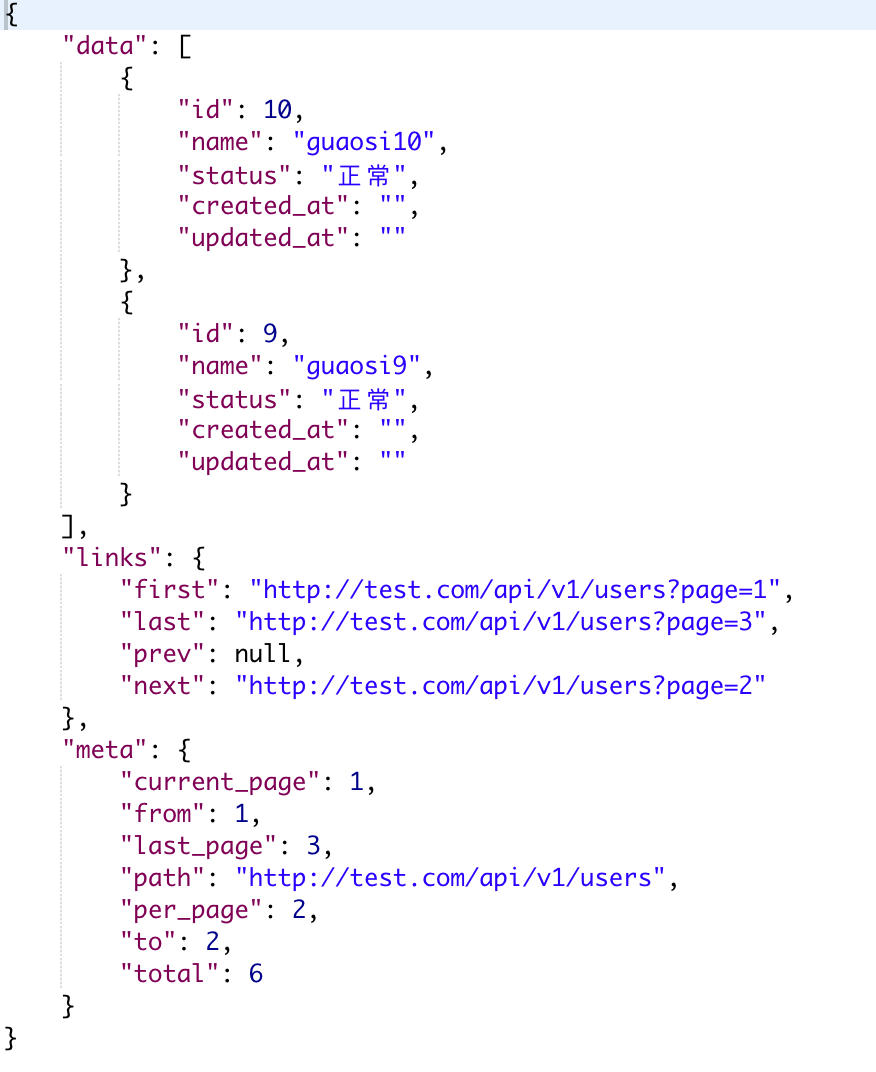 {
    "data": [
        {
            "id": 10,
            "name": "guaosi10",
            "status": "正常",
            "created_at": "",
            "updated_at": ""
        },
        {
            "id": 9,
            "name": "guaosi9",
            "status": "正常",
            "created_at": "",
            "updated_at": ""
        }
    ],
    "links": {
        "first": "http://test.com/api/v1/users?page=1",
        "last": "http://test.com/api/v1/users?page=3",
        "prev": null,
        "next": "http://test.com/api/v1/users?page=2"
    },
    "meta": {
        "current_page": 1,
        "from": 1,
        "last_page": 3,
        "path": "http://test.com/api/v1/users",
        "per_page": 2,
        "to": 2,
        "total": 6
    }
}